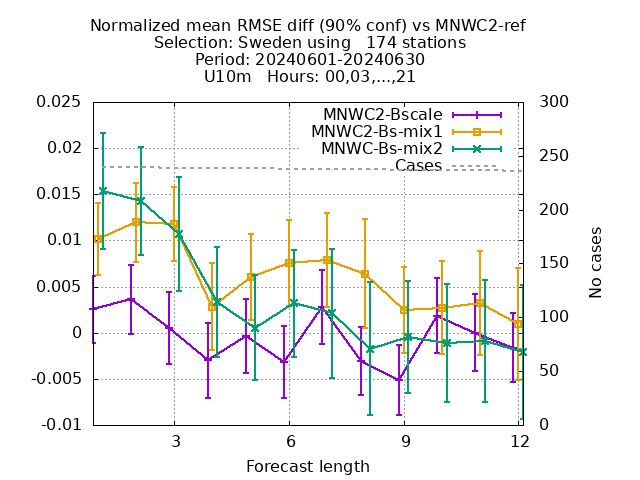 Normalized mean RMSE diff (90% conf) vs MNWC2-ref
Selection: Sweden using   174 stations
Period: 20240601-20240630
U10m   Hours: 00,03,...,21
MNWC2-Bscale
MNWC2-Bs-mix1
MNWC-Bs-mix2
Cases
0.025
0.02
0.015
0.01
0.005
0
-0.005
-0.01
300
250
200
150
100
50
0
No cases
3 6 9 12
Forecast length